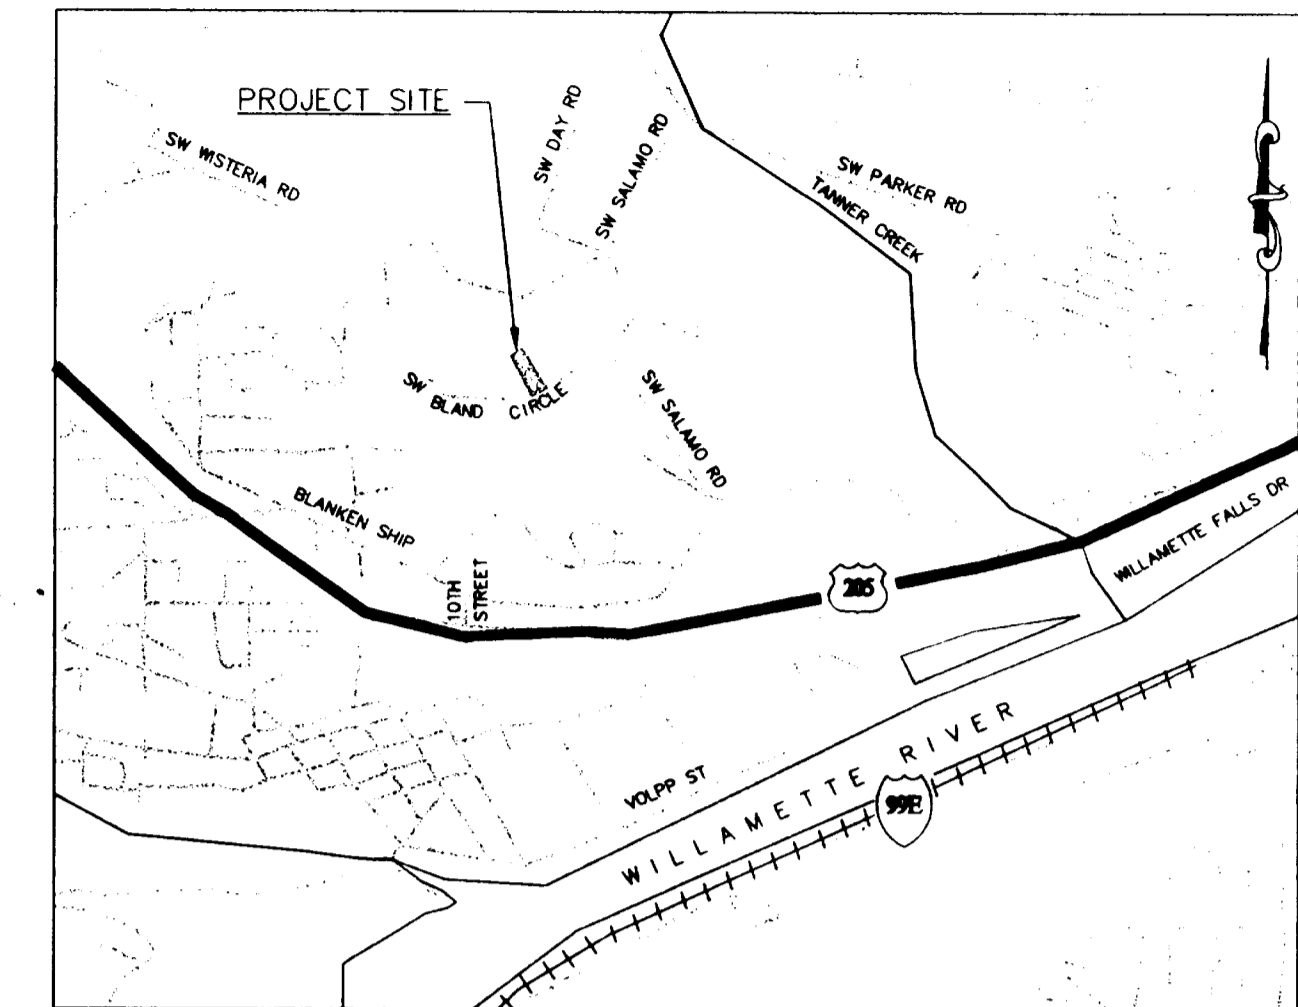 PROJECT SITE
SW WISTERIA RD
SW DAY RD
SW SALAMO RD
SW PARKER RD
TANNER CREEK
SW BLAND CIRCLE
SW SALAMO RD
BLANKEN SHIP
10TH
STREET
205
WILLAMETTE FALLS DR
VOLPP ST
WILLAMETTE RIVER
99E